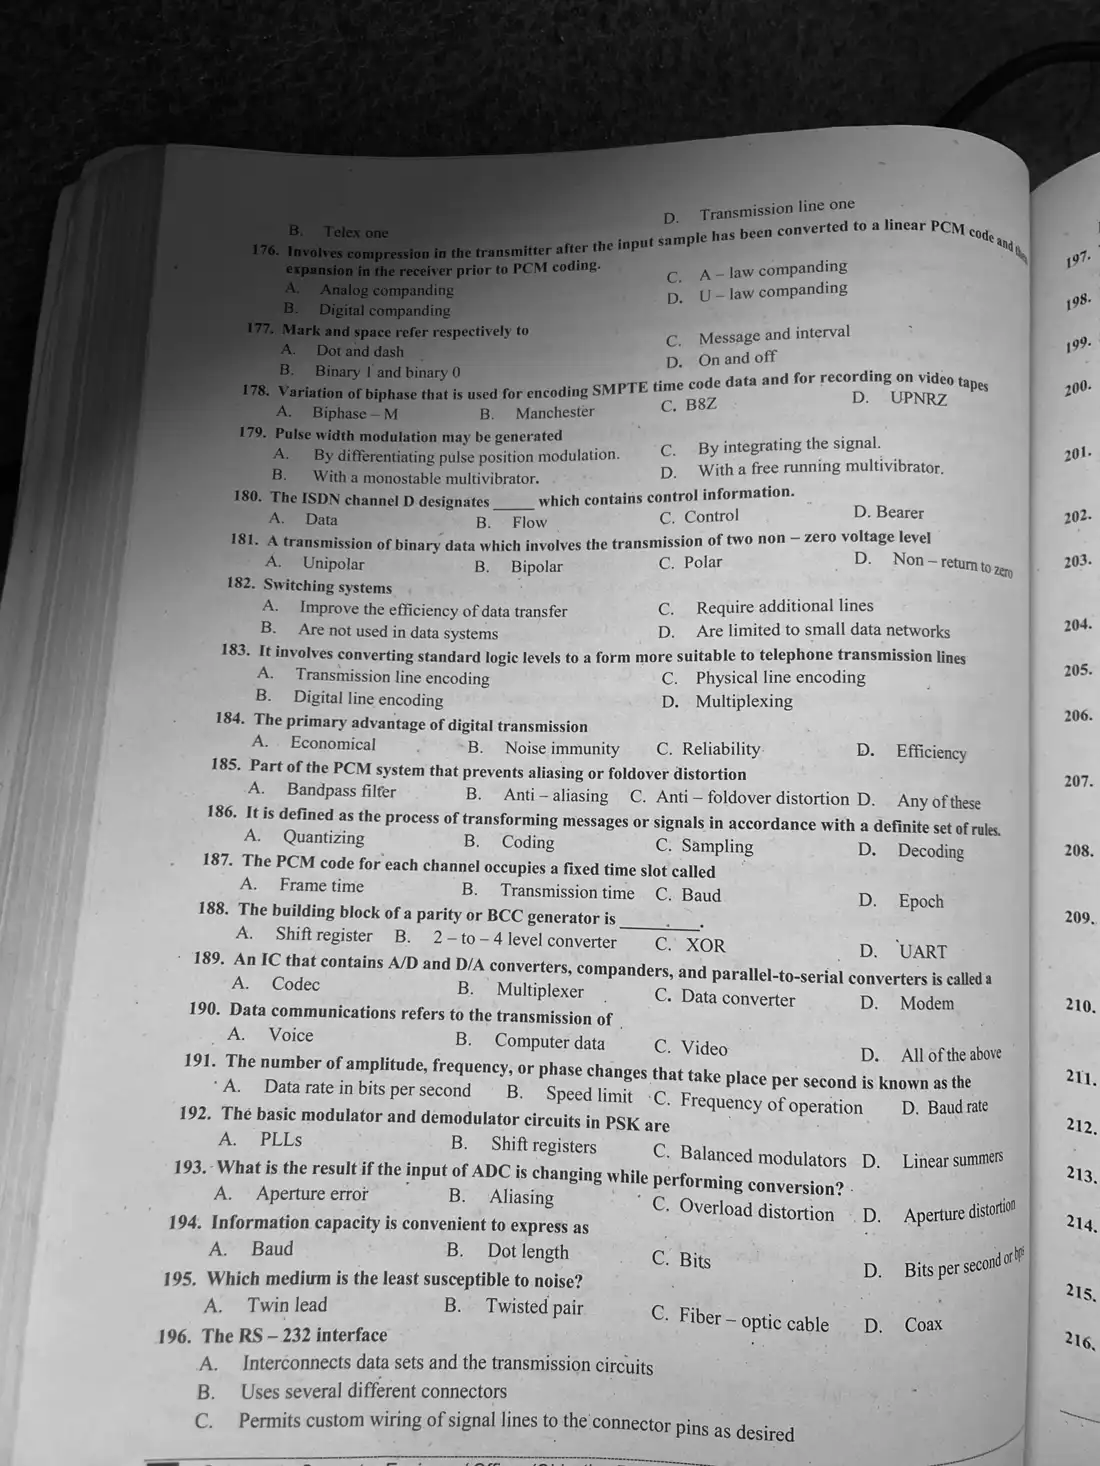 B. Telex one D. Transmission line one
176. Involves compression in the transmitter after the input sample has been converted to a linear PCM code and then
expansion in the receiver prior to PCM coding.
A. Analog companding C. A – law companding
B. Digital companding D. U – law companding
177. Mark and space refer respectively to
A. Dot and dash C. Message and interval
B. Binary 1 and binary 0 D. On and off
178. Variation of biphase that is used for encoding SMPTE time code data and for recording on video tapes
A. Biphase – M B. Manchester C. B8Z D. UPNRZ
179. Pulse width modulation may be generated
A. By differentiating pulse position modulation. C. By integrating the signal.
B. With a monostable multivibrator. D. With a free running multivibrator.
180. The ISDN channel D designates _____ which contains control information.
A. Data B. Flow C. Control D. Bearer
181. A transmission of binary data which involves the transmission of two non – zero voltage level
A. Unipolar B. Bipolar C. Polar D. Non – return to zero
182. Switching systems
A. Improve the efficiency of data transfer C. Require additional lines
B. Are not used in data systems D. Are limited to small data networks
183. It involves converting standard logic levels to a form more suitable to telephone transmission lines
A. Transmission line encoding C. Physical line encoding
B. Digital line encoding D. Multiplexing
184. The primary advantage of digital transmission
A. Economical B. Noise immunity C. Reliability D. Efficiency
185. Part of the PCM system that prevents aliasing or foldover distortion
A. Bandpass filter B. Anti – aliasing C. Anti – foldover distortion D. Any of these
186. It is defined as the process of transforming messages or signals in accordance with a definite set of rules.
A. Quantizing B. Coding C. Sampling D. Decoding
187. The PCM code for each channel occupies a fixed time slot called
A. Frame time B. Transmission time C. Baud D. Epoch
188. The building block of a parity or BCC generator is ________.
A. Shift register B. 2 – to – 4 level converter C. XOR D. UART
189. An IC that contains A/D and D/A converters, companders, and parallel-to-serial converters is called a
A. Codec B. Multiplexer C. Data converter D. Modem
190. Data communications refers to the transmission of
A. Voice B. Computer data C. Video D. All of the above
191. The number of amplitude, frequency, or phase changes that take place per second is known as the
A. Data rate in bits per second B. Speed limit C. Frequency of operation D. Baud rate
192. The basic modulator and demodulator circuits in PSK are
A. PLLs B. Shift registers C. Balanced modulators D. Linear summers
193. What is the result if the input of ADC is changing while performing conversion?
A. Aperture error B. Aliasing C. Overload distortion D. Aperture distortion
194. Information capacity is convenient to express as
A. Baud B. Dot length C. Bits D. Bits per second or bps
195. Which medium is the least susceptible to noise?
A. Twin lead B. Twisted pair C. Fiber – optic cable D. Coax
196. The RS – 232 interface
A. Interconnects data sets and the transmission circuits
B. Uses several different connectors
C. Permits custom wiring of signal lines to the connector pins as desired
197.
198.
199.
200.
201.
202.
203.
204.
205.
206.
207.
208.
209.
210.
211.
212.
213.
214.
215.
216.